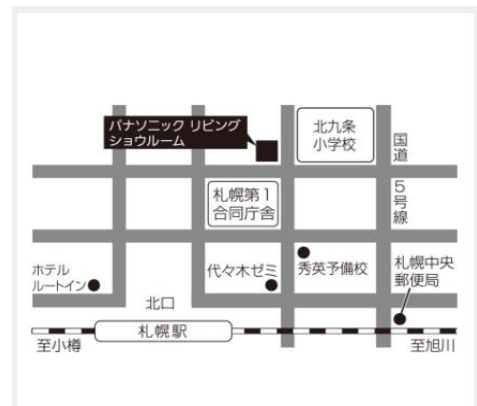 パナソニック リビング
ショウルーム
北九条
小学校
国道5号線
札幌第1
合同庁舎
ホテル
ルートイン
代々木ゼミ
秀英予備校
札幌中央
郵便局
北口
札幌駅
至小樽
至旭川